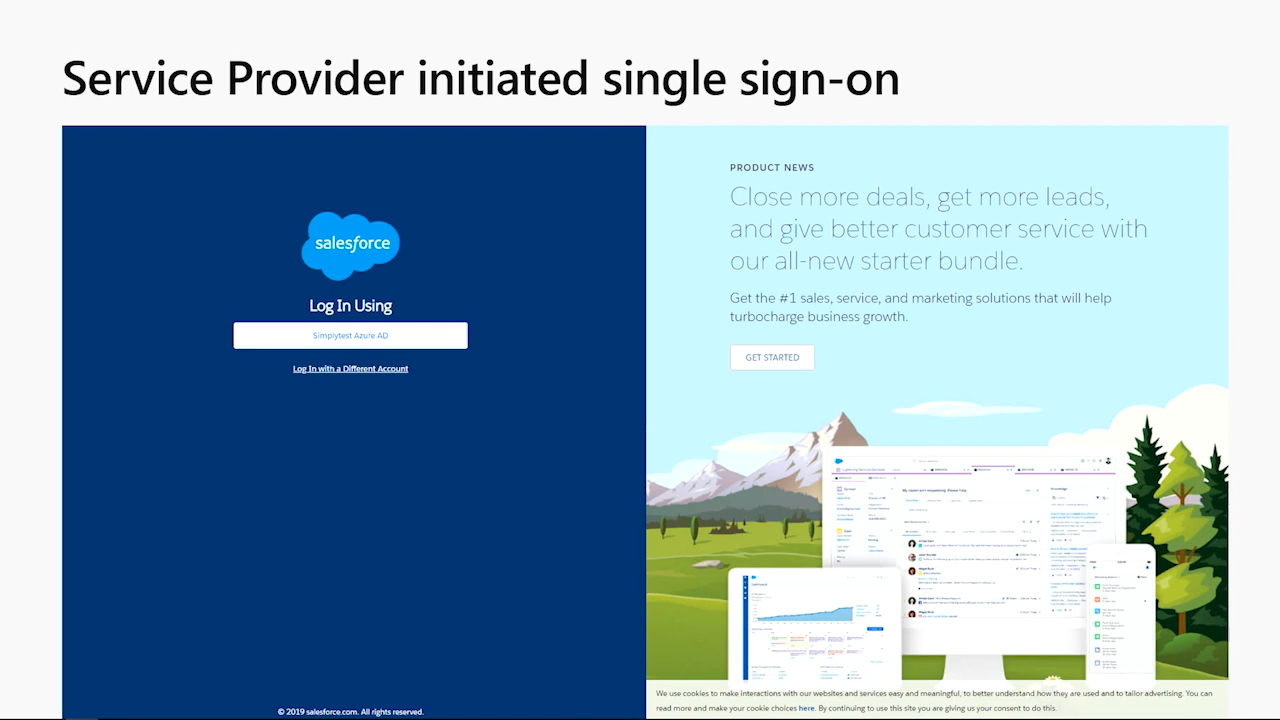 Service Provider initiated single sign-on
salesforce
Log In Using
Simplytest Azure AD
Log In with a Different Account
© 2019 salesforce.com. All rights reserved.
PRODUCT NEWS
Close more deals, get more leads,
and give better customer service with
our all-new starter bundle.
Get the #1 sales, service, and marketing solutions that will help
turbocharge business growth.
GET STARTED
Knowledge
We use cookies to make interactions with our websites and services easy and meaningful, to better understand how they are used and to tailor advertising. You can
read more and make your cookie choices here. By continuing to use this site you are giving us your consent to do this.